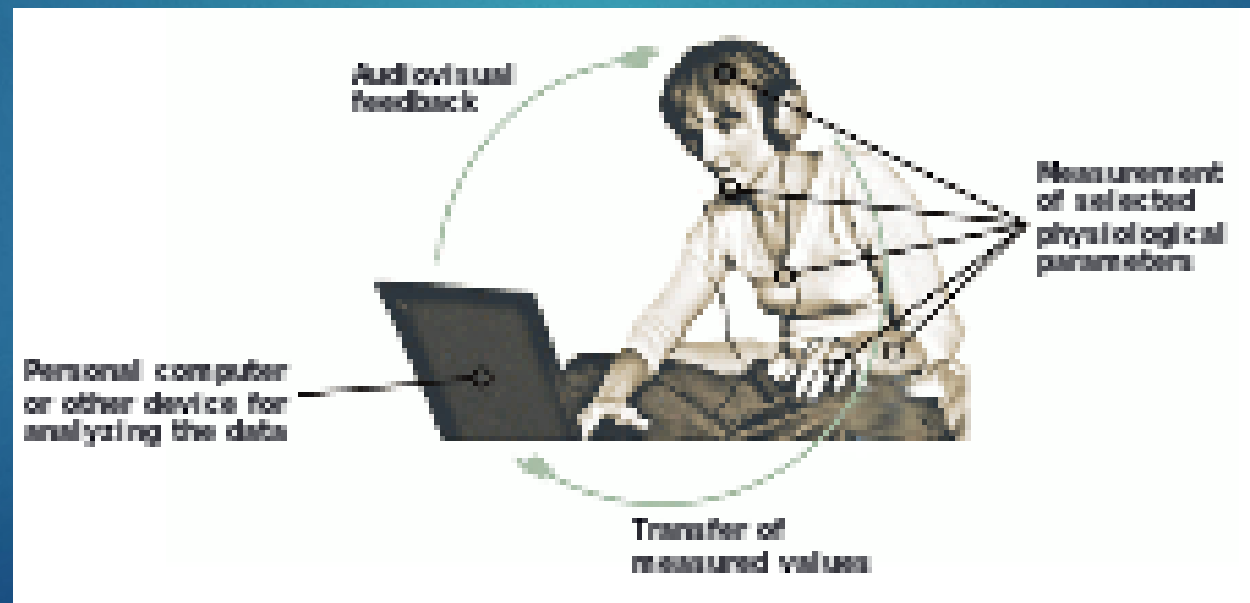 Audiovisual
feedback
Measurement
of selected
physiological
parameters
Personal computer
or other device for
analyzing the data
Transfer of
measured values